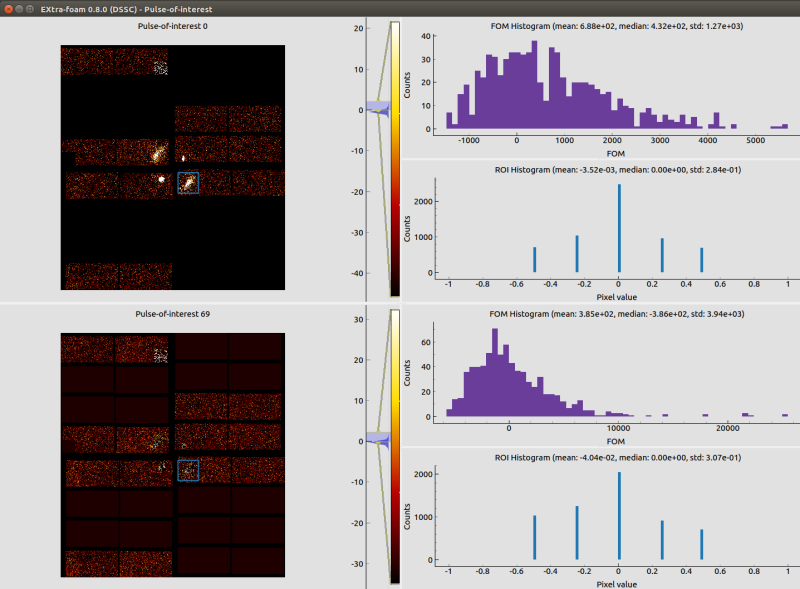 EXtra-foam 0.8.0 (DSSC) - Pulse-of-interest
Pulse-of-interest 0
20
10
0
-10
-20
-30
-40
FOM Histogram (mean: 6.88e+02, median: 4.32e+02, std: 1.27e+03)
Counts
40
30
20
10
0
-1000 0 1000 2000 3000 4000 5000
FOM
ROI Histogram (mean: -3.52e-03, median: 0.00e+00, std: 2.84e-01)
Counts
2000
1000
0
-1 -0.8 -0.6 -0.4 -0.2 0 0.2 0.4 0.6 0.8 1
Pixel value
Pulse-of-interest 69
30
20
10
0
-10
-20
-30
FOM Histogram (mean: 3.85e+02, median: -3.86e+02, std: 3.94e+03)
Counts
60
40
20
0
0 10000 20000
FOM
ROI Histogram (mean: -4.04e-02, median: 0.00e+00, std: 3.07e-01)
Counts
2000
1000
0
-1 -0.8 -0.6 -0.4 -0.2 0 0.2 0.4 0.6 0.8 1
Pixel value